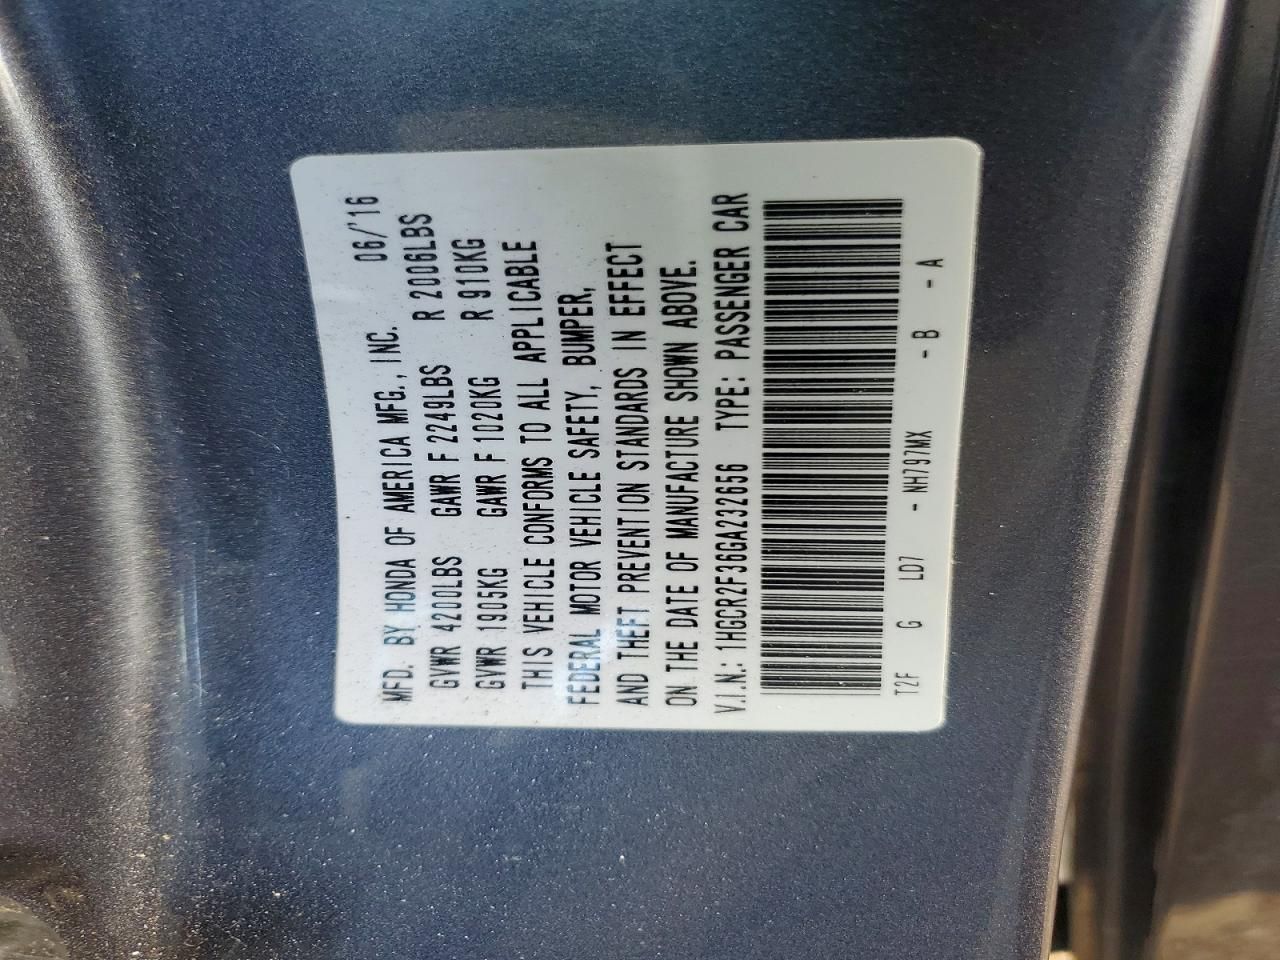 MFD. BY HONDA OF AMERICA MFG., INC. 06/'16
GVWR 4200LBS GAWR F 2249LBS R 2006LBS
GVWR 1905KG GAWR F 1020KG R 910KG
THIS VEHICLE CONFORMS TO ALL APPLICABLE
FEDERAL MOTOR VEHICLE SAFETY, BUMPER,
AND THEFT PREVENTION STANDARDS IN EFFECT
ON THE DATE OF MANUFACTURE SHOWN ABOVE.
V.I.N.: 1HGCR2F36GA232656 TYPE: PASSENGER CAR
T2F G LD7 - NH797MX - B - A